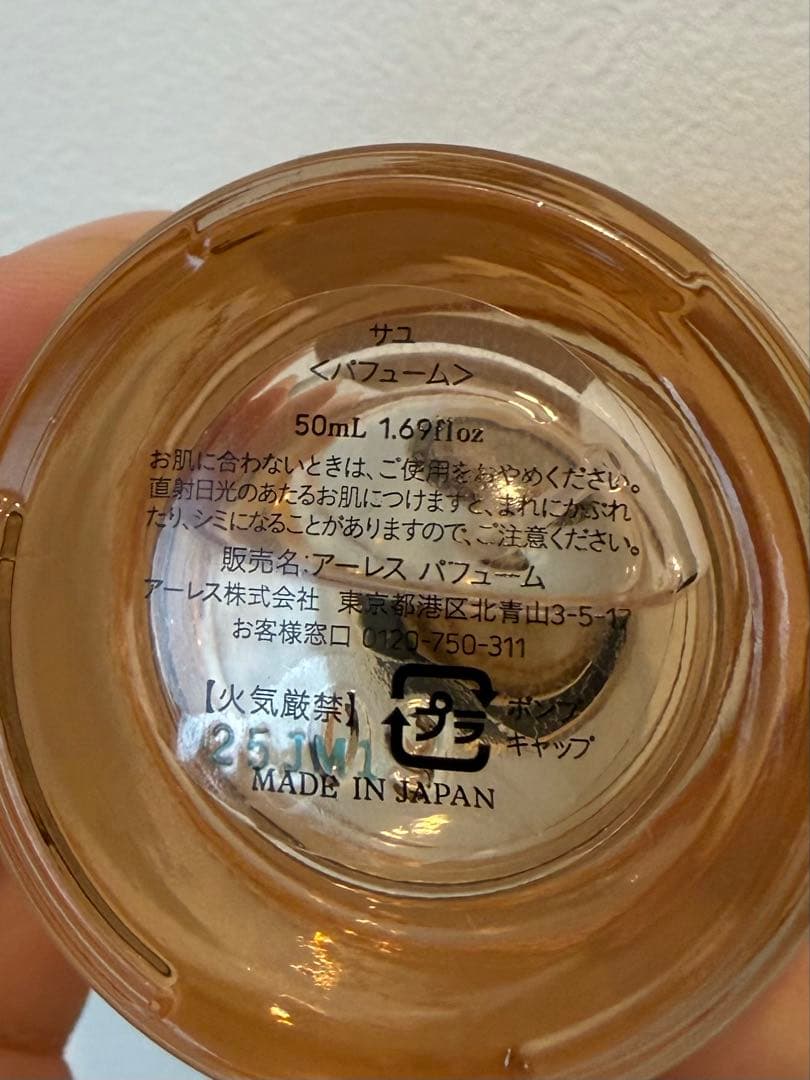 サユ
<パフューム>
50mL 1.69floz
お肌に合わないときは、ご使用をおやめください。
直射日光のあたるお肌につけますと、まれにかぶれ
たり、シミになることがありますので、ご注意ください。
販売名:アーレス パフューム
アーレス株式会社 東京都港区北青山3-5-17
お客様窓口 0120-750-311
【火気厳禁】
プラ
ポンプ
キャップ
25JM1
MADE IN JAPAN